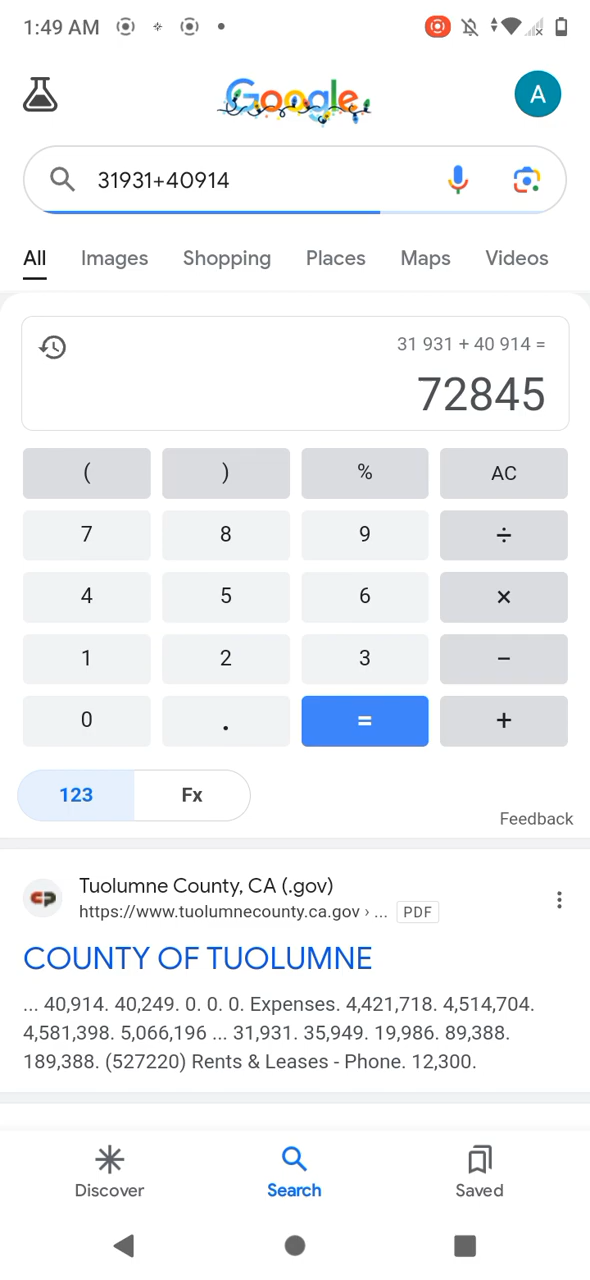 1:49 AM
Google
A
31931+40914
All Images Shopping Places Maps Videos
31 931 + 40 914 =
72845
( ) % AC
7 8 9 ÷
4 5 6 ×
1 2 3 −
0 . = +
123 Fx
Feedback
CP
Tuolumne County, CA (.gov)
https://www.tuolumnecounty.ca.gov › ... PDF
COUNTY OF TUOLUMNE
... 40,914. 40,249. 0. 0. 0. Expenses. 4,421,718. 4,514,704.
4,581,398. 5,066,196 ... 31,931. 35,949. 19,986. 89,388.
189,388. (527220) Rents & Leases - Phone. 12,300.
Discover Search Saved